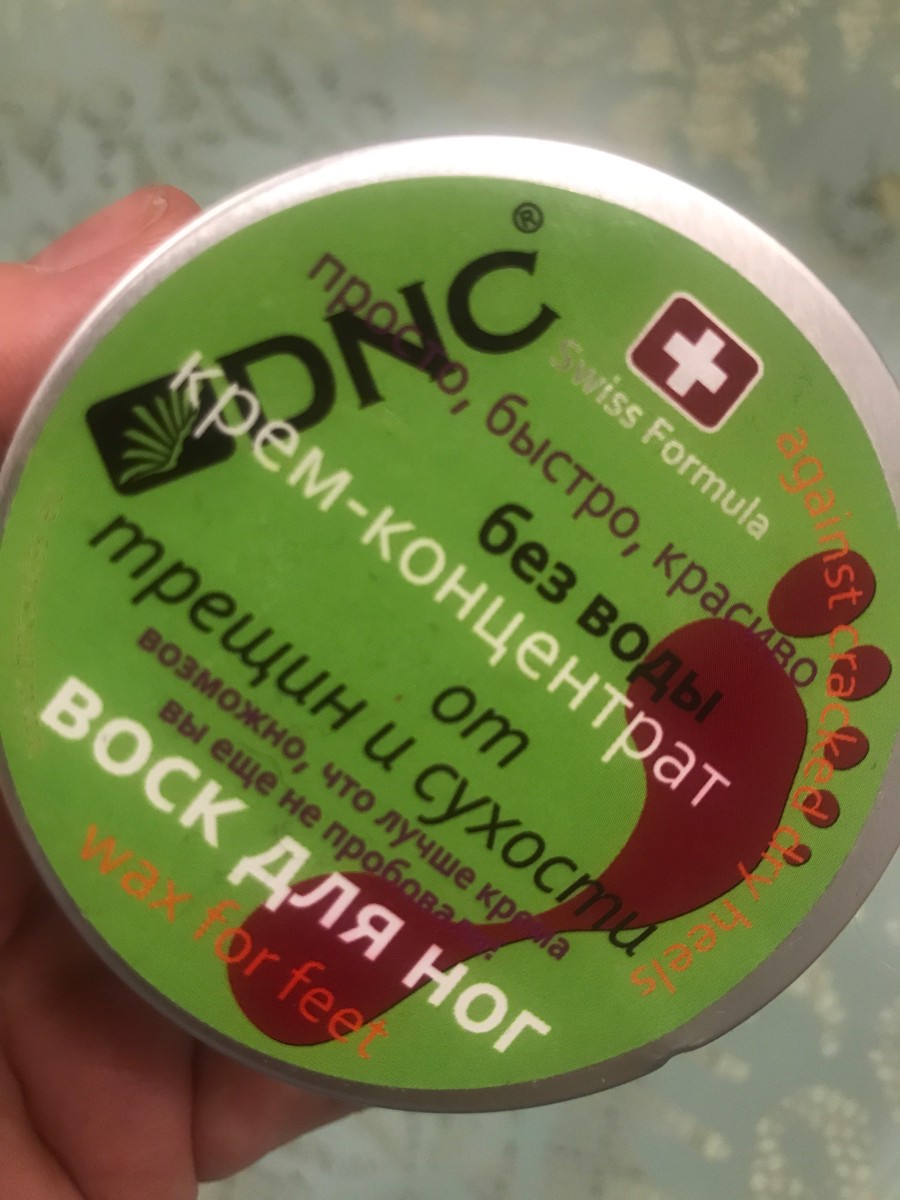 DNC®
просто, быстро, красиво
Swiss Formula
крем-концентрат
без воды
от
трещин и сухости
возможно, что лучше крема
вы еще не пробовали!
воск для ног
wax for feet
against cracked dry heels